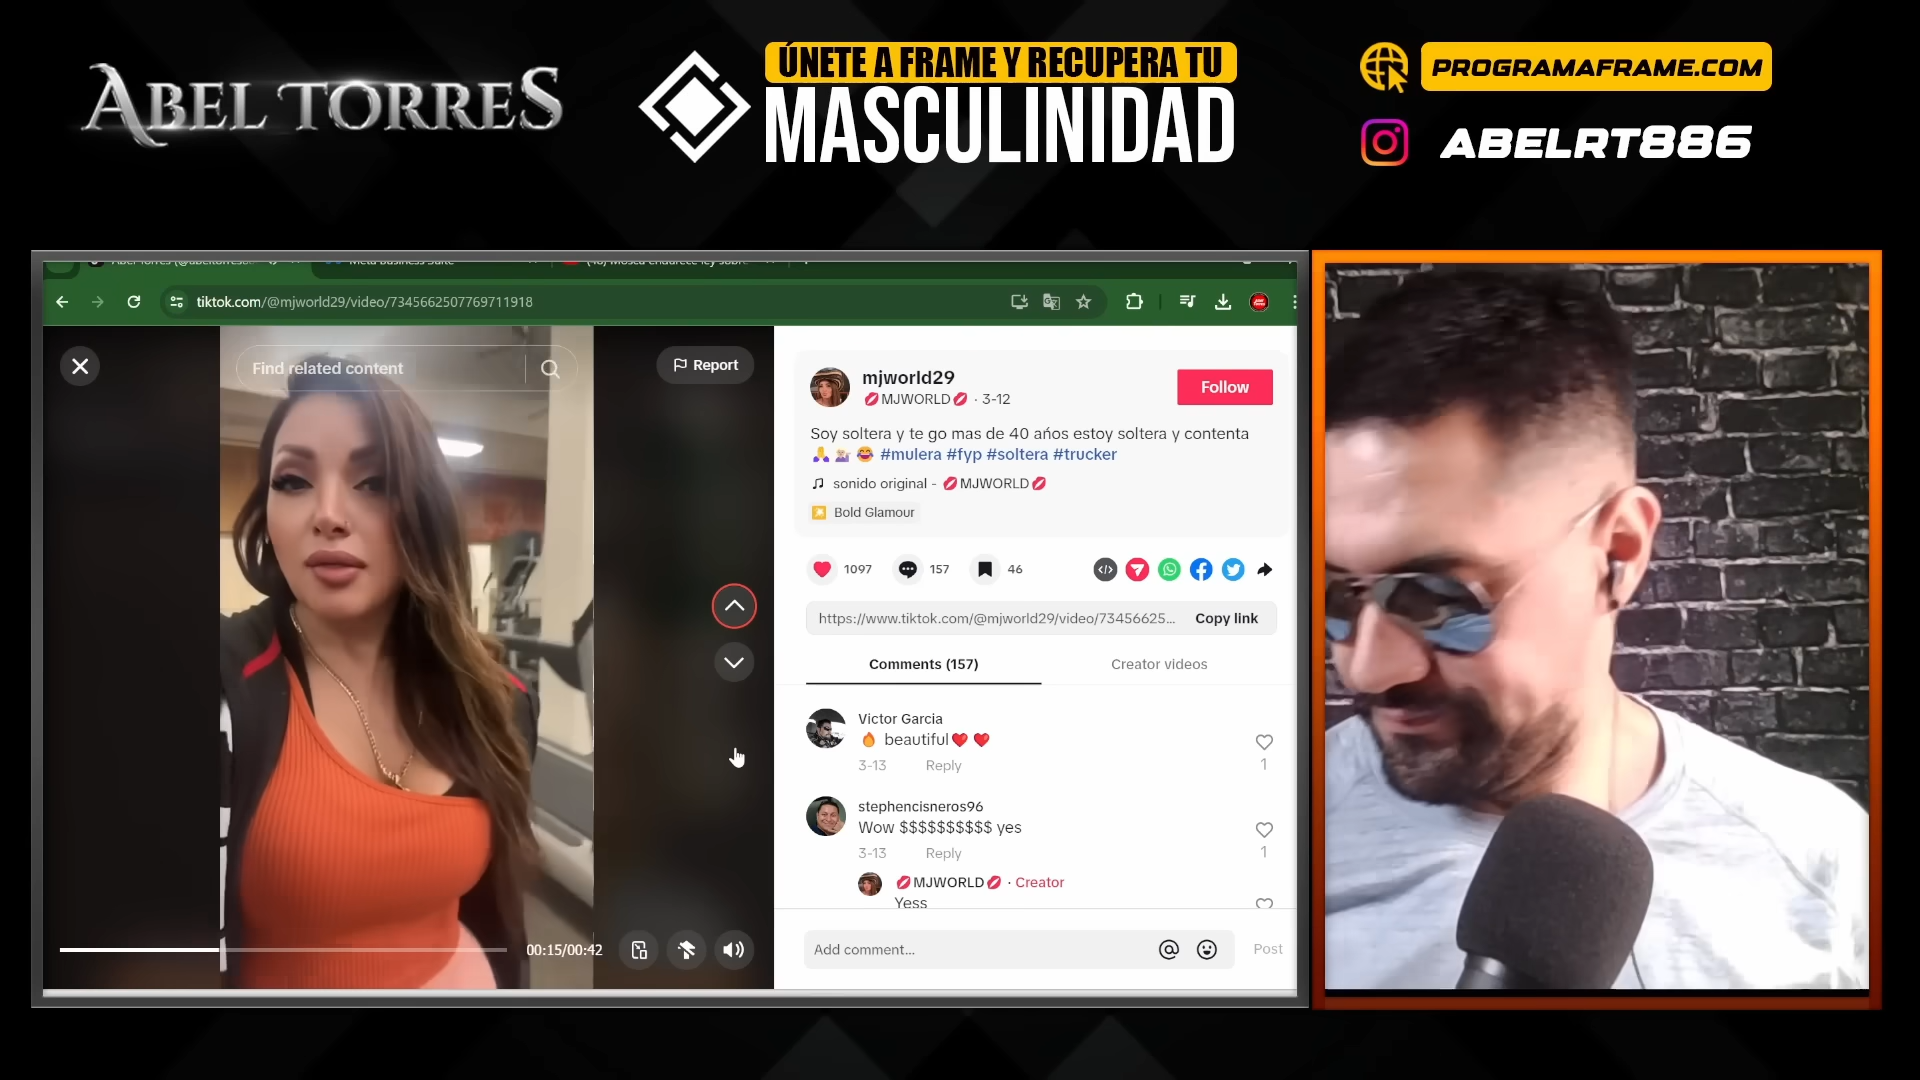 ABEL TORRES
ÚNETE A FRAME Y RECUPERA TU
MASCULINIDAD
PROGRAMAFRAME.COM
ABELRT886
tiktok.com/@mjworld29/video/7345662507769711918
Find related content
Report
mjworld29
💋MJWORLD💋 · 3-12
Follow
Soy soltera y te go mas de 40 ańos estoy soltera y contenta
🙏💁🏼‍♀️😂 #mulera #fyp #soltera #trucker
sonido original - 💋MJWORLD💋
Bold Glamour
1097
157
46
https://www.tiktok.com/@mjworld29/video/73456625...
Copy link
Comments (157)
Creator videos
Victor Garcia
🔥 beautiful❤️ ❤️
3-13
Reply
1
stephencisneros96
Wow $$$$$$$$$$ yes
3-13
Reply
1
💋MJWORLD💋 · Creator
Yess
00:15/00:42
Add comment...
Post